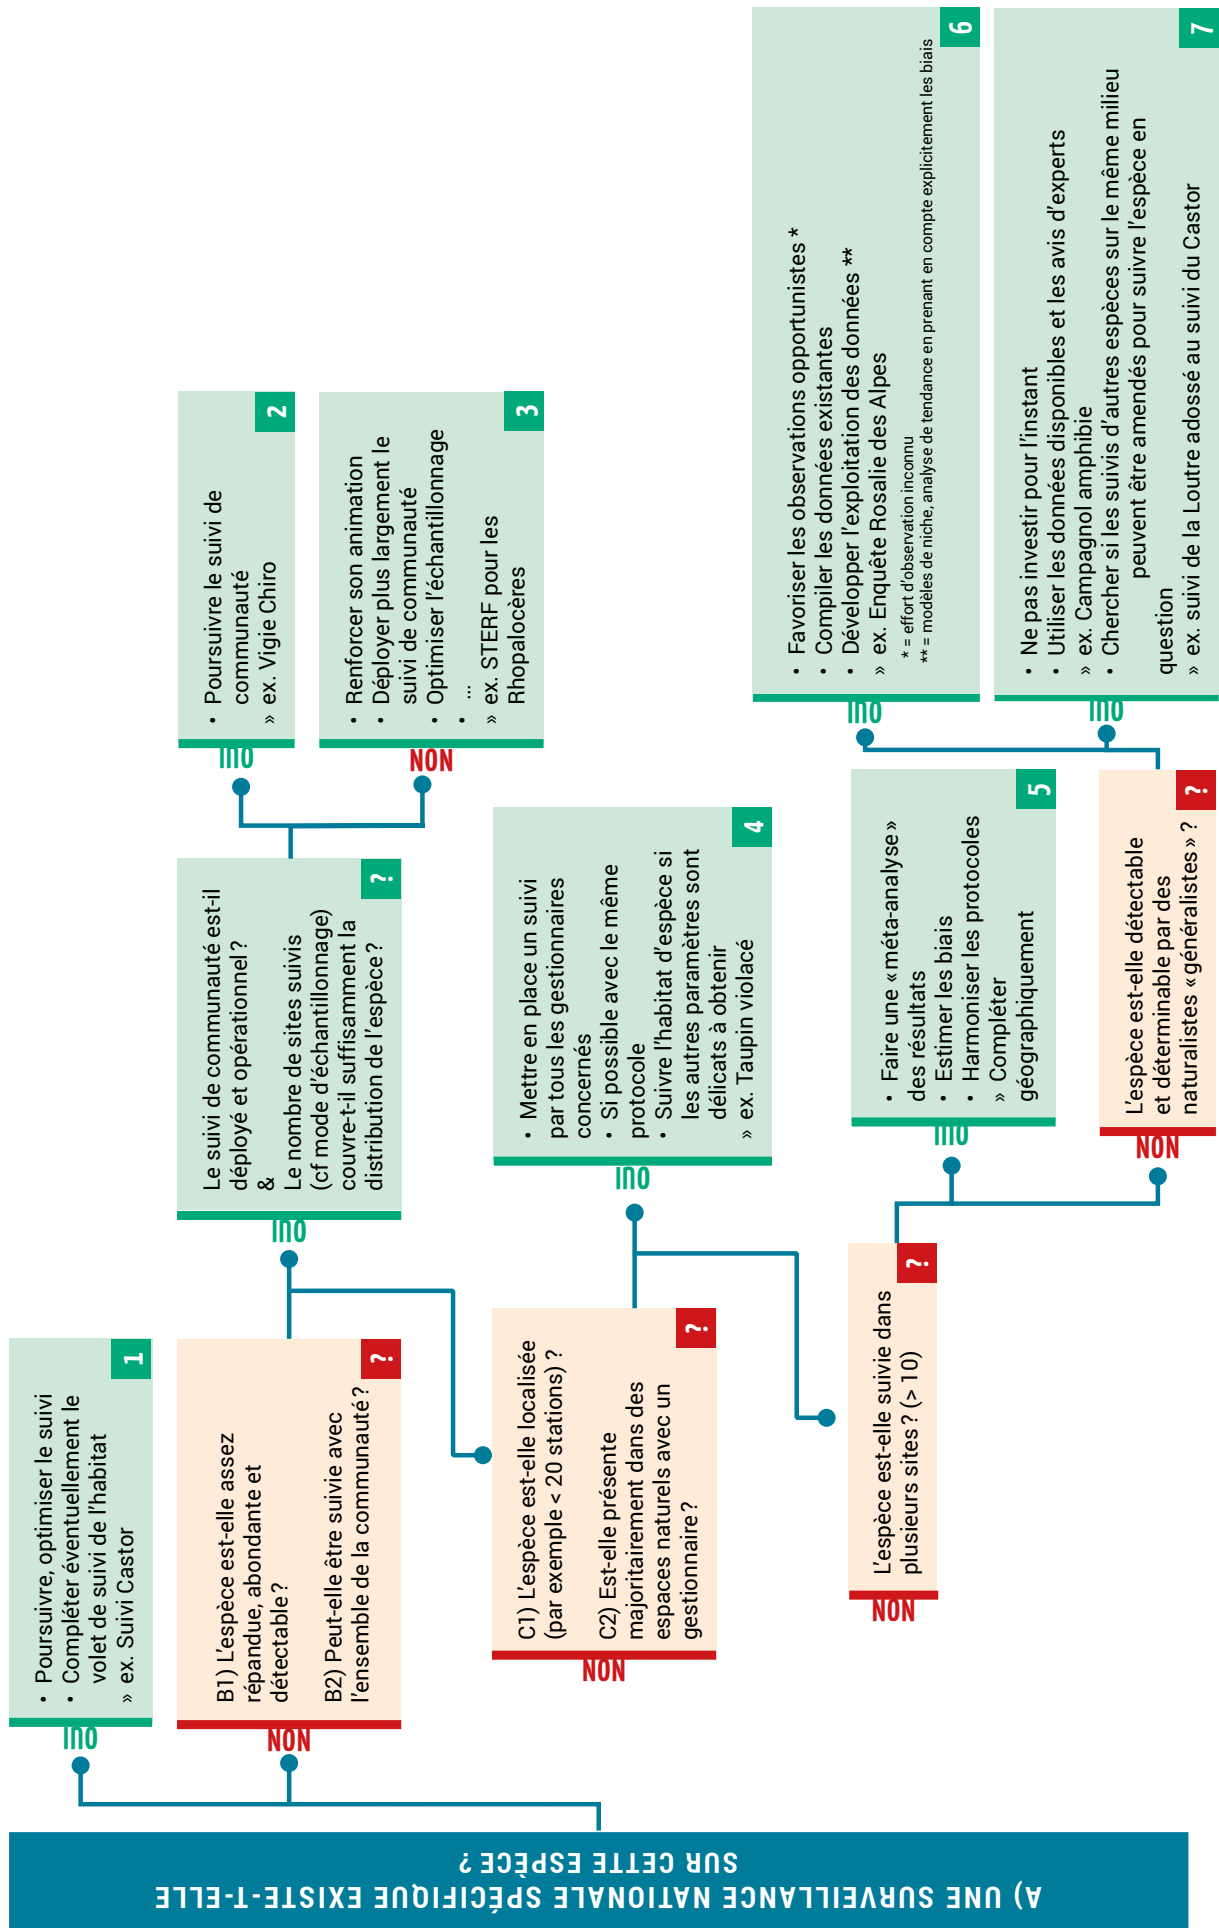 A) UNE SURVEILLANCE NATIONALE SPÉCIFIQUE EXISTE-T-ELLE
SUR CETTE ESPÈCE ?
OUI
• Poursuivre, optimiser le suivi
• Compléter éventuellement le
volet de suivi de l'habitat
» ex. Suivi Castor
1
NON
B1) L'espèce est-elle assez
répandue, abondante et
détectable ?
B2) Peut-elle être suivie avec
l'ensemble de la communauté ?
?
OUI
Le suivi de communauté est-il
déployé et opérationnel ?
&
Le nombre de sites suivis
(cf mode d'échantillonnage)
couvre-t-il suffisamment la
distribution de l'espèce ?
?
OUI
• Poursuivre le suivi de
communauté
» ex. Vigie Chiro
2
NON
• Renforcer son animation
• Déployer plus largement le
suivi de communauté
• Optimiser l'échantillonnage
• ...
» ex. STERF pour les
Rhopalocères
3
NON
C1) L'espèce est-elle localisée
(par exemple < 20 stations) ?
C2) Est-elle présente
majoritairement dans des
espaces naturels avec un
gestionnaire ?
?
OUI
• Mettre en place un suivi
par tous les gestionnaires
concernés
• Si possible avec le même
protocole
• Suivre l'habitat d'espèce si
les autres paramètres sont
délicats à obtenir
» ex. Taupin violacé
4
NON
L'espèce est-elle suivie dans
plusieurs sites ? (> 10)
?
OUI
• Faire une « méta-analyse »
des résultats
• Estimer les biais
• Harmoniser les protocoles
» Compléter
géographiquement
5
NON
L'espèce est-elle détectable
et déterminable par des
naturalistes « généralistes » ?
?
OUI
• Favoriser les observations opportunistes *
• Compiler les données existantes
• Développer l'exploitation des données **
» ex. Enquête Rosalie des Alpes
* = effort d'observation inconnu
** = modèles de niche, analyse de tendance en prenant en compte explicitement les biais
6
OUI
• Ne pas investir pour l'instant
• Utiliser les données disponibles et les avis d'experts
» ex. Campagnol amphibie
• Chercher si les suivis d'autres espèces sur le même milieu
peuvent être amendés pour suivre l'espèce en
question
» ex. suivi de la Loutre adossé au suivi du Castor
7